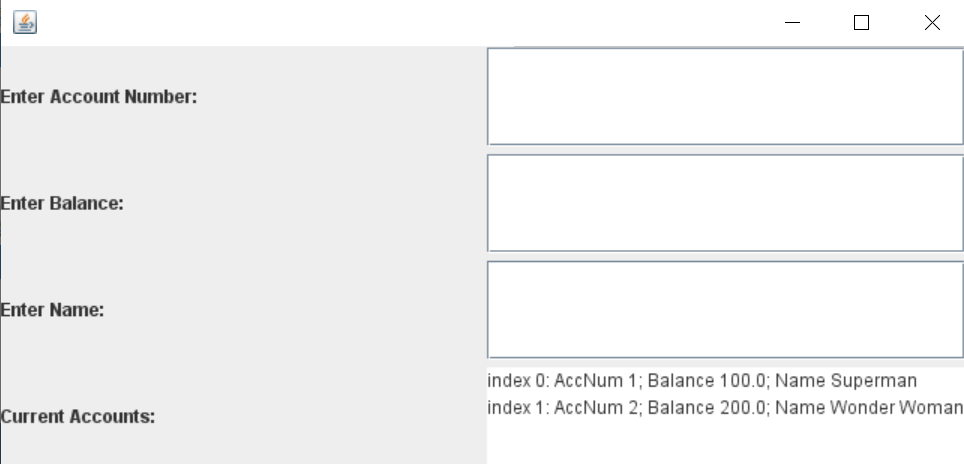 Enter Account Number:
Enter Balance:
Enter Name:
Current Accounts:
index 0: AccNum 1; Balance 100.0; Name Superman
index 1: AccNum 2; Balance 200.0; Name Wonder Woman